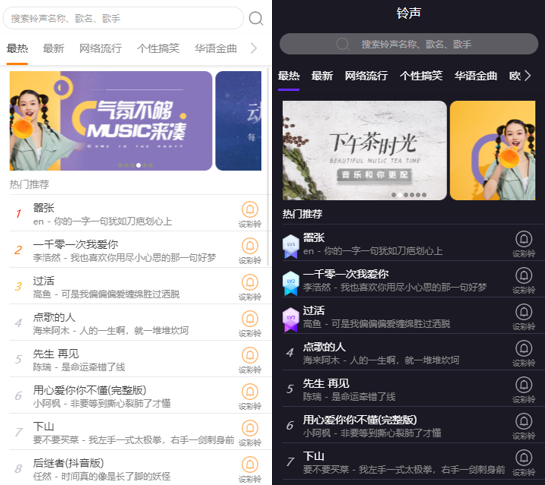 搜索铃声名称、歌名、歌手
最热 最新 网络流行 个性搞笑 华语金曲
气氛不够
MUSIC来凑
热门推荐
1 嚣张
en - 你的一字一句犹如刀疤划心上
设彩铃
2 一千零一次我爱你
李浩然 - 我也喜欢你用尽小心思的那一句好梦
设彩铃
3 过活
高鱼 - 可是我偏偏偏爱缠绵胜过洒脱
设彩铃
4 点歌的人
海来阿木 - 人的一生啊，就一堆堆坎坷
设彩铃
5 先生 再见
陈瑞 - 是命运牵错了线
设彩铃
6 用心爱你你不懂(完整版)
小阿枫 - 非要等到撕心裂肺了才懂
设彩铃
7 下山
要不要买菜 - 我左手一式太极拳，右手一剑刺身前
设彩铃
8 后继者(抖音版)
任然 - 时间真的像是长了脚的妖怪
设彩铃
铃声
搜索铃声名称、歌名、歌手
最热 最新 网络流行 个性搞笑 华语金曲 欧
下午茶时光
BEAUTIFUL MUSIC TEA TIME
音乐和你更配
热门推荐
嚣张
en - 你的一字一句犹如刀疤划心上
设彩铃
一千零一次我爱你
李浩然 - 我也喜欢你用尽小心思的那一句好梦
设彩铃
过活
高鱼 - 可是我偏偏偏爱缠绵胜过洒脱
设彩铃
4 点歌的人
海来阿木 - 人的一生啊，就一堆堆坎坷
设彩铃
5 先生 再见
陈瑞 - 是命运牵错了线
设彩铃
6 用心爱你你不懂(完整版)
小阿枫 - 非要等到撕心裂肺了才懂
设彩铃
7 下山
要不要买菜 - 我左手一式太极拳，右手一剑刺身前
设彩铃